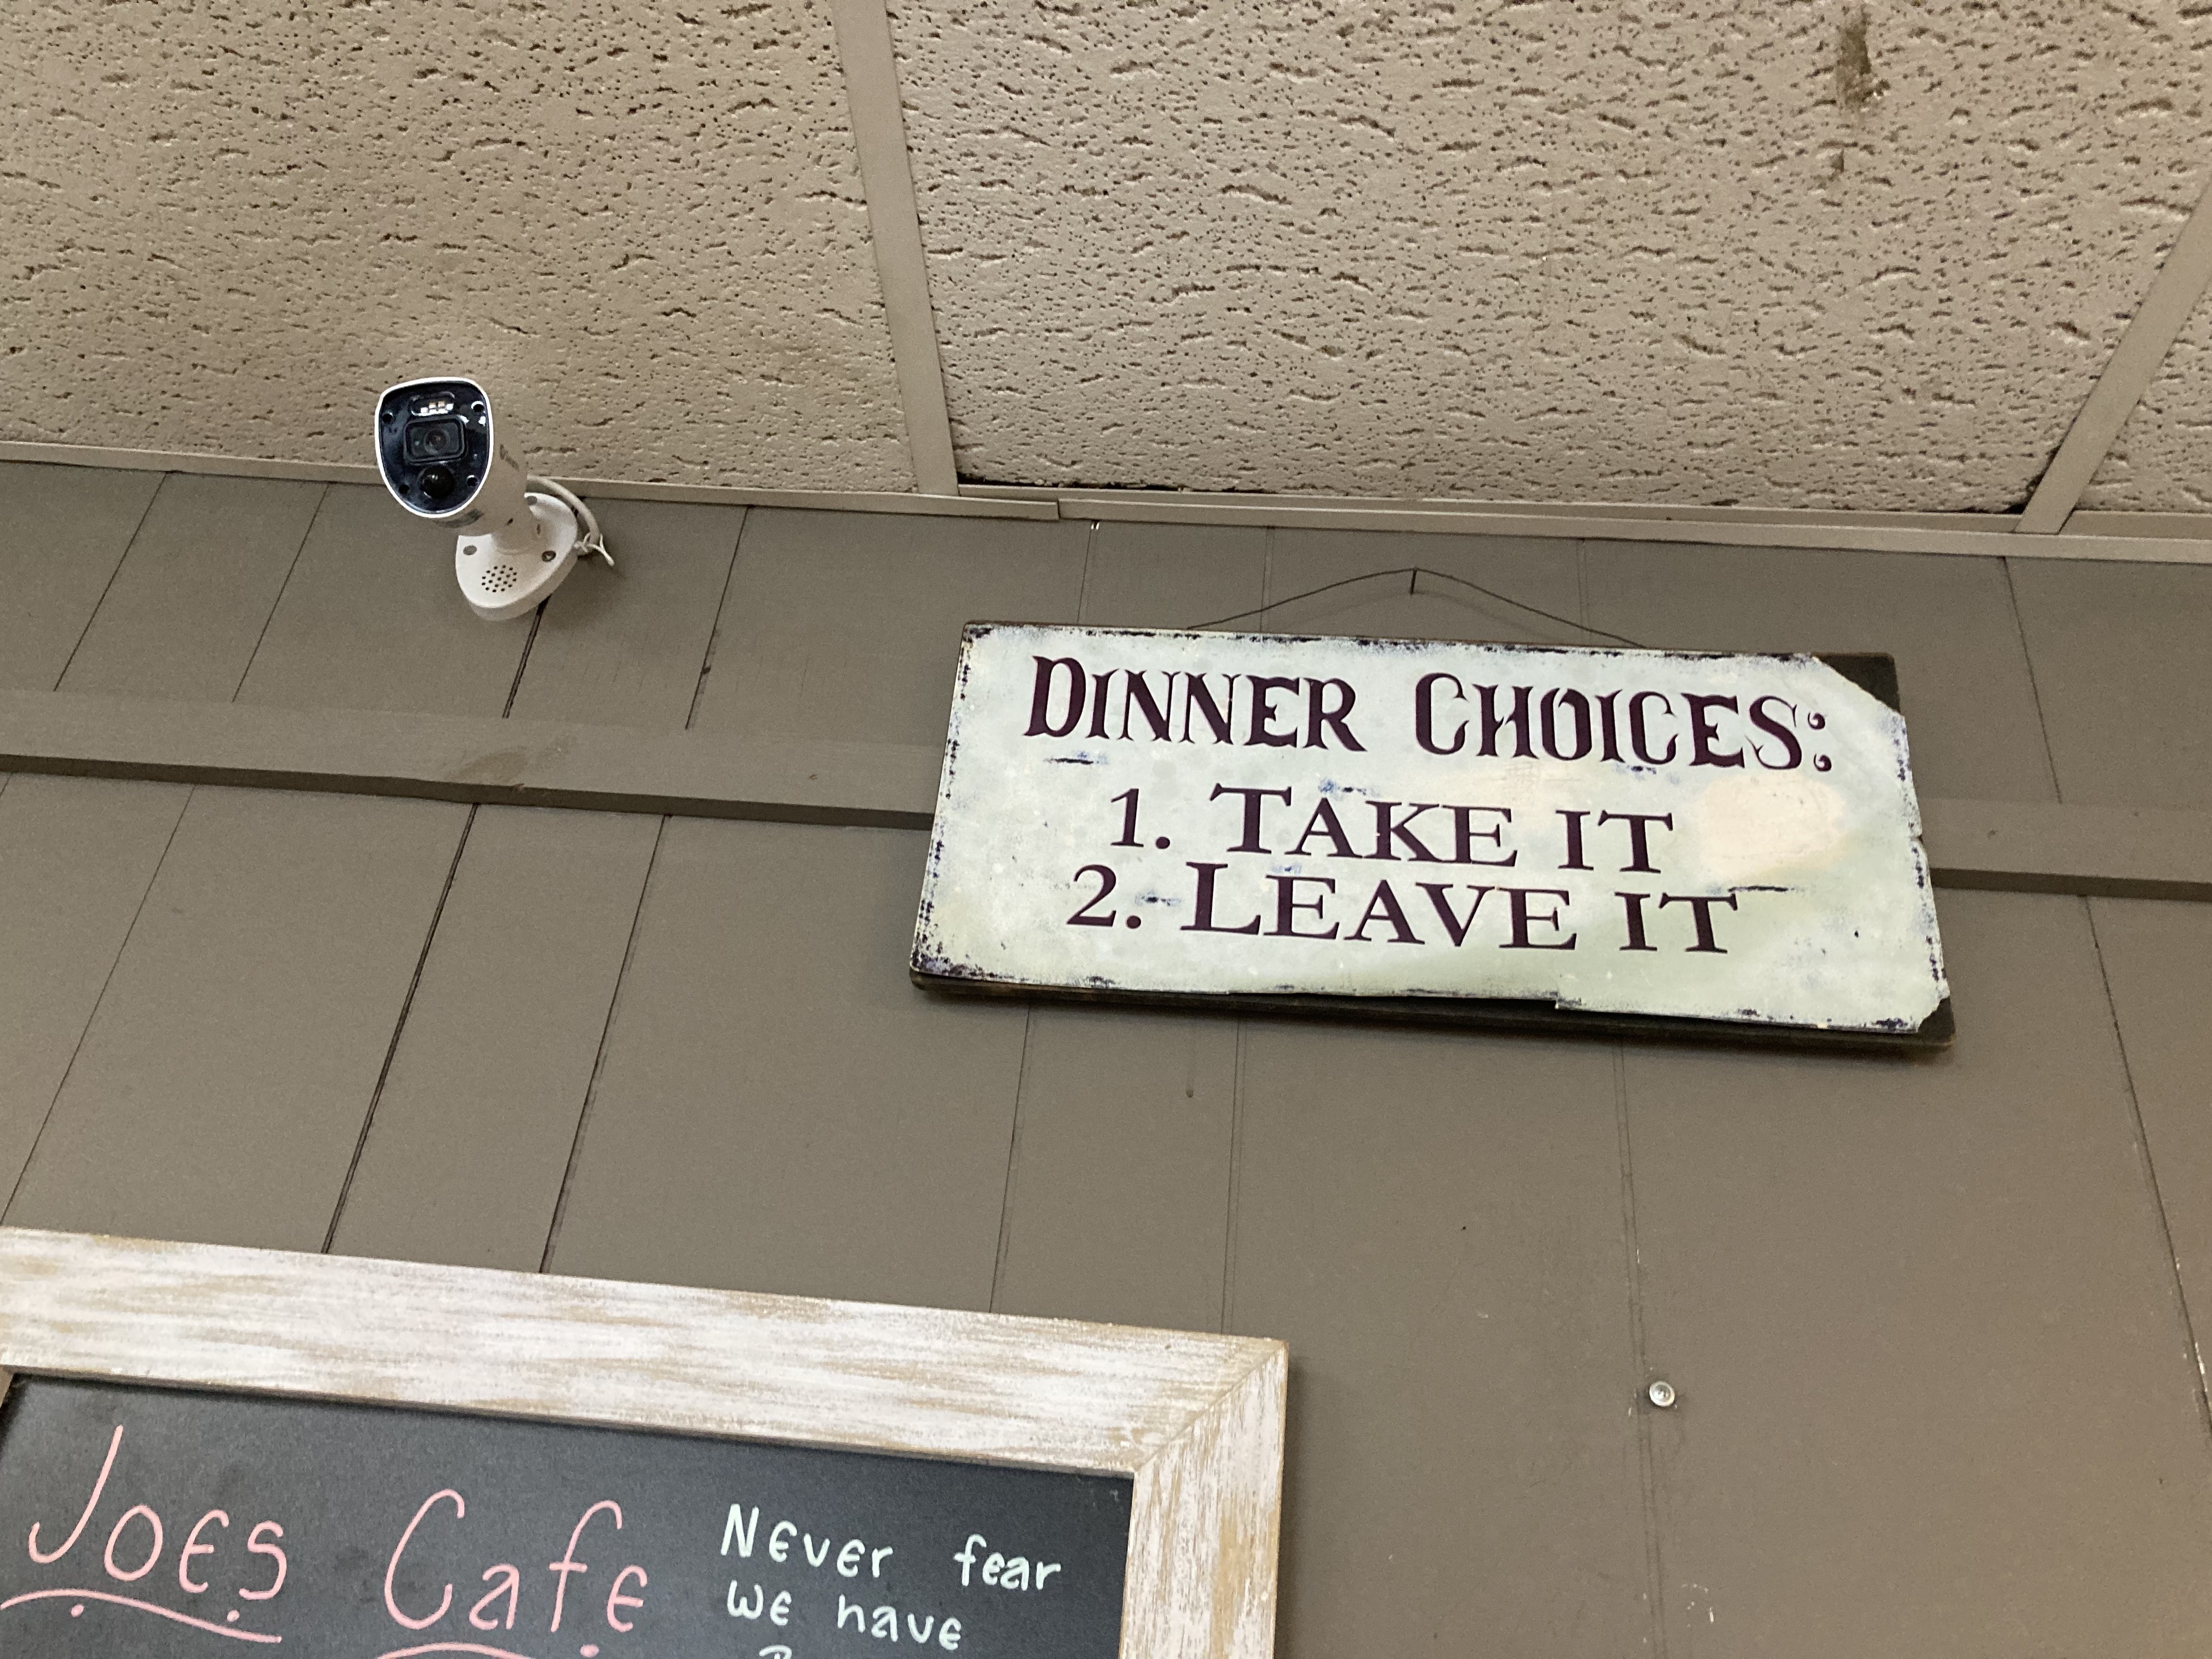 DINNER CHOICES:
1. TAKE IT
2. LEAVE IT
JOES Cafe
NEVER fear
WE have